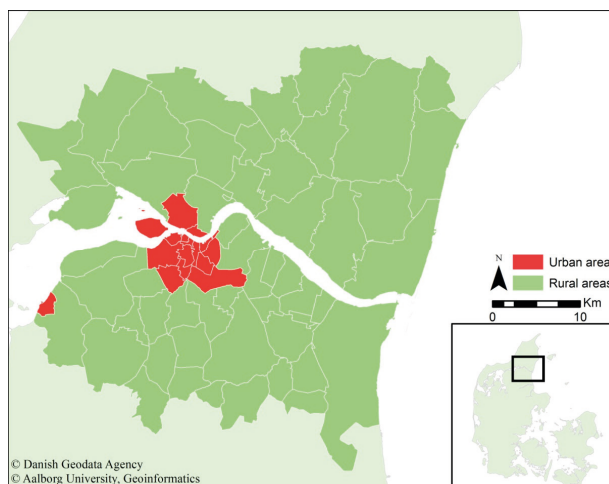 N
Urban area
Rural areas
0
10
Km
© Danish Geodata Agency
© Aalborg University, Geoinformatics